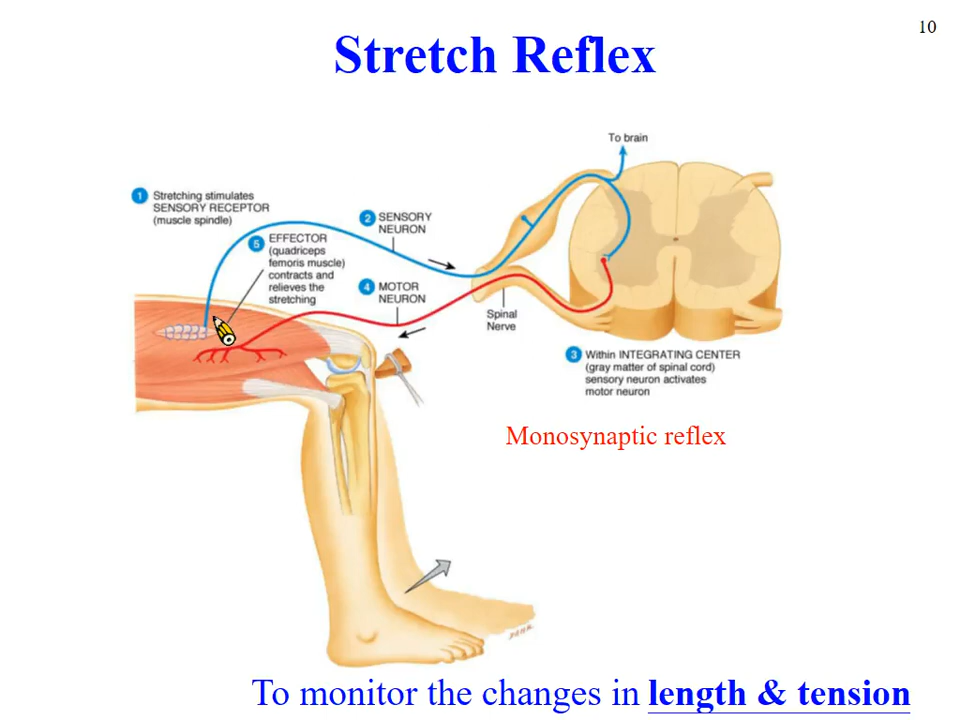 10
Stretch Reflex
To brain
1 Stretching stimulates
SENSORY RECEPTOR
(muscle spindle)
2 SENSORY
NEURON
5 EFFECTOR
(quadriceps
femoris muscle)
contracts and
relieves the
stretching
4 MOTOR
NEURON
Spinal
Nerve
3 Within INTEGRATING CENTER
(gray matter of spinal cord)
sensory neuron activates
motor neuron
Monosynaptic reflex
To monitor the changes in length & tension